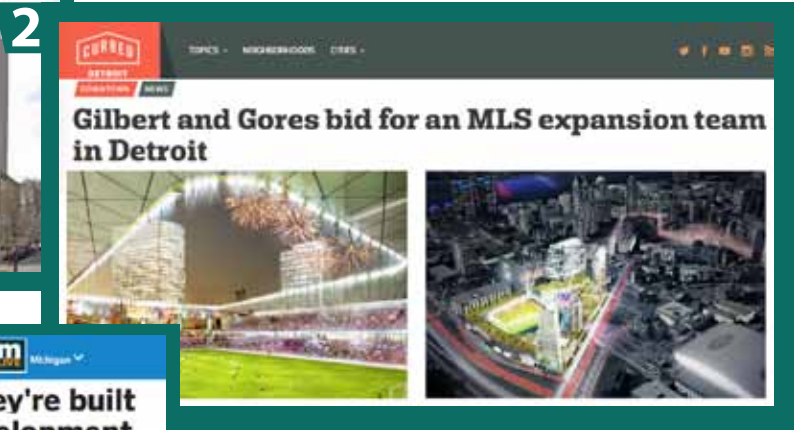 2
CURBED
DETROIT
TOPICS NEIGHBORHOODS CITIES
DOWNTOWN NEWS
Gilbert and Gores bid for an MLS expansion team
in Detroit
Michigan
ey're built